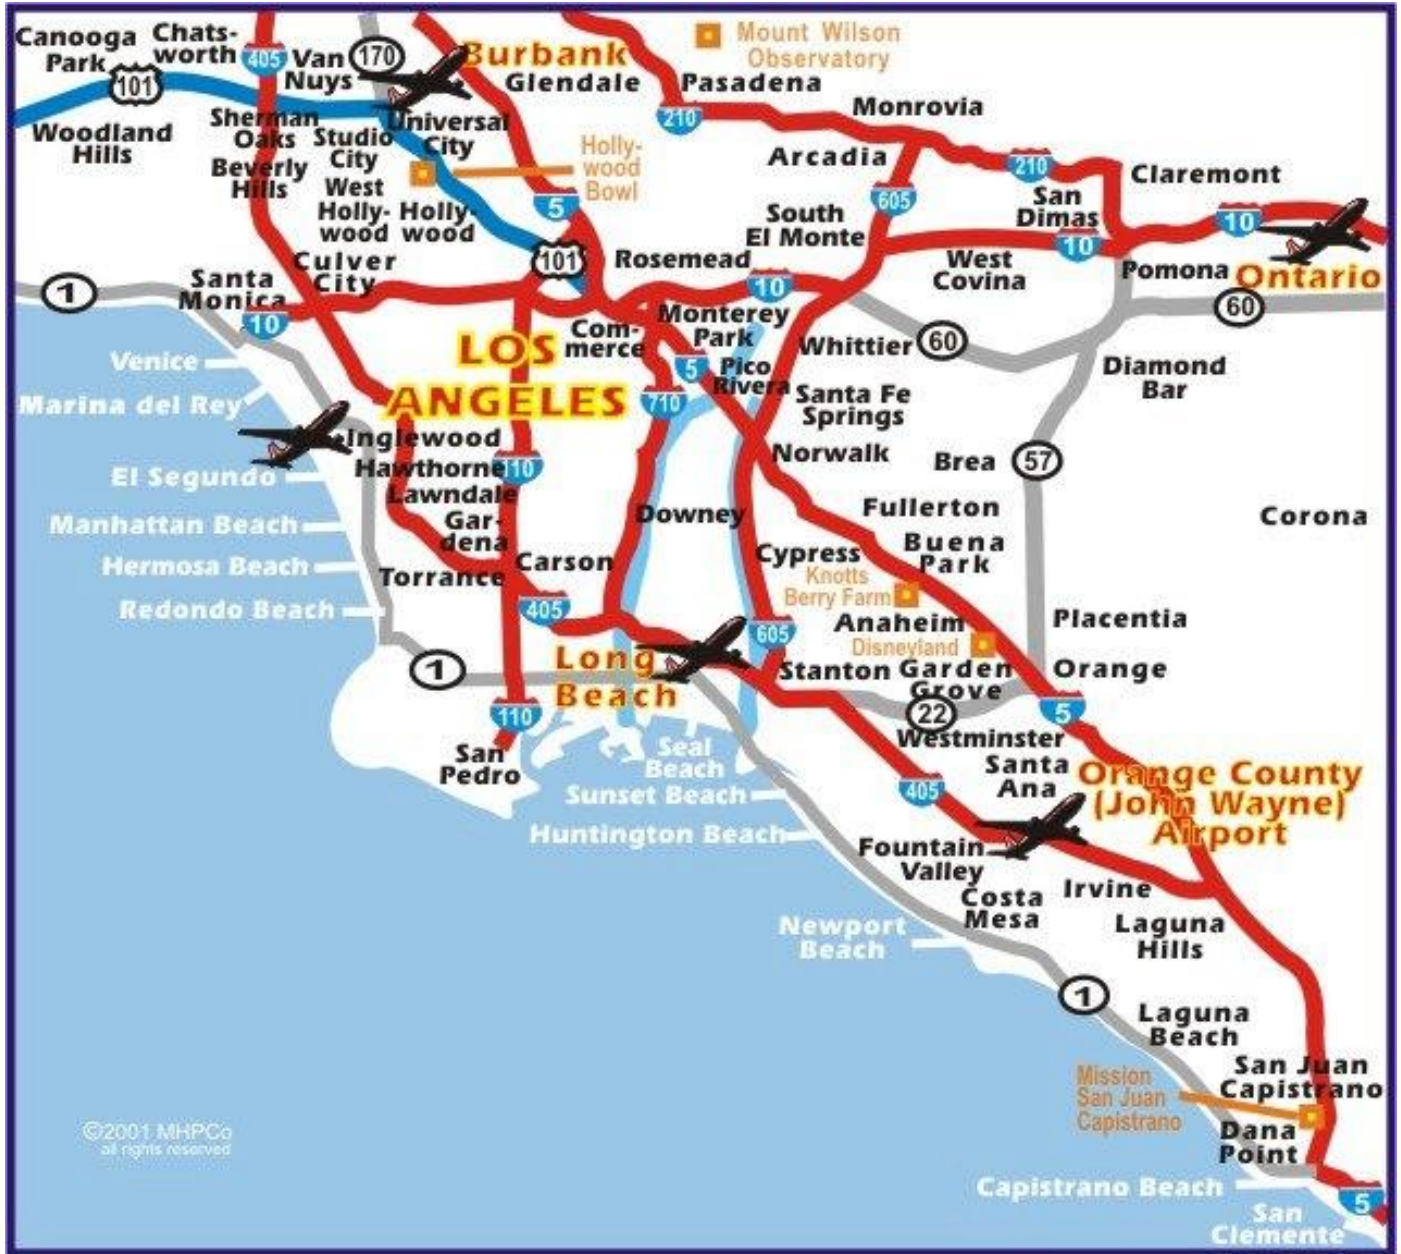 Canooga
Park
Chats-
worth
101
405
Van
Nuys
170
Burbank
Glendale
Mount Wilson
Observatory
Pasadena
210
Monrovia
Woodland
Hills
Sherman
Oaks
Studio
City
Universal
City
Beverly
Hills
Holly-
wood
Bowl
Arcadia
210
Claremont
West
Holly-
wood
Holly-
wood
5
605
San
Dimas
South
El Monte
10
10
Culver
City
101
Rosemead
West
Covina
Pomona
Ontario
1
Santa
Monica
10
10
60
Monterey
Park
Com-
merce
Whittier
60
LOS
ANGELES
Venice
5
Pico
Rivera
Diamond
Bar
Marina del Rey
710
Santa Fe
Springs
Inglewood
Hawthorne
110
Norwalk
Brea
57
El Segundo
Lawndale
Gar-
dena
Downey
Fullerton
Corona
Manhattan Beach
Buena
Park
Hermosa Beach
Torrance
Carson
Cypress
Knotts
Berry Farm
Redondo Beach
405
605
Anaheim
Disneyland
Placentia
1
Long
Beach
Stanton
Garden
Grove
Orange
22
5
110
San
Pedro
Seal
Beach
Westminster
Santa
Ana
Orange County
(John Wayne)
Airport
Sunset Beach
405
Huntington Beach
Fountain
Valley
Costa
Mesa
Irvine
Newport
Beach
Laguna
Hills
1
Laguna
Beach
Mission
San Juan
Capistrano
San Juan
Capistrano
Dana
Point
©2001 MHPCo
all rights reserved
Capistrano Beach
5
San
Clemente